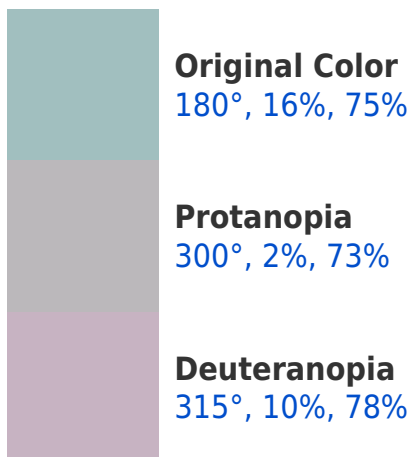 Original Color
180°, 16%, 75%
Protanopia
300°, 2%, 73%
Deuteranopia
315°, 10%, 78%